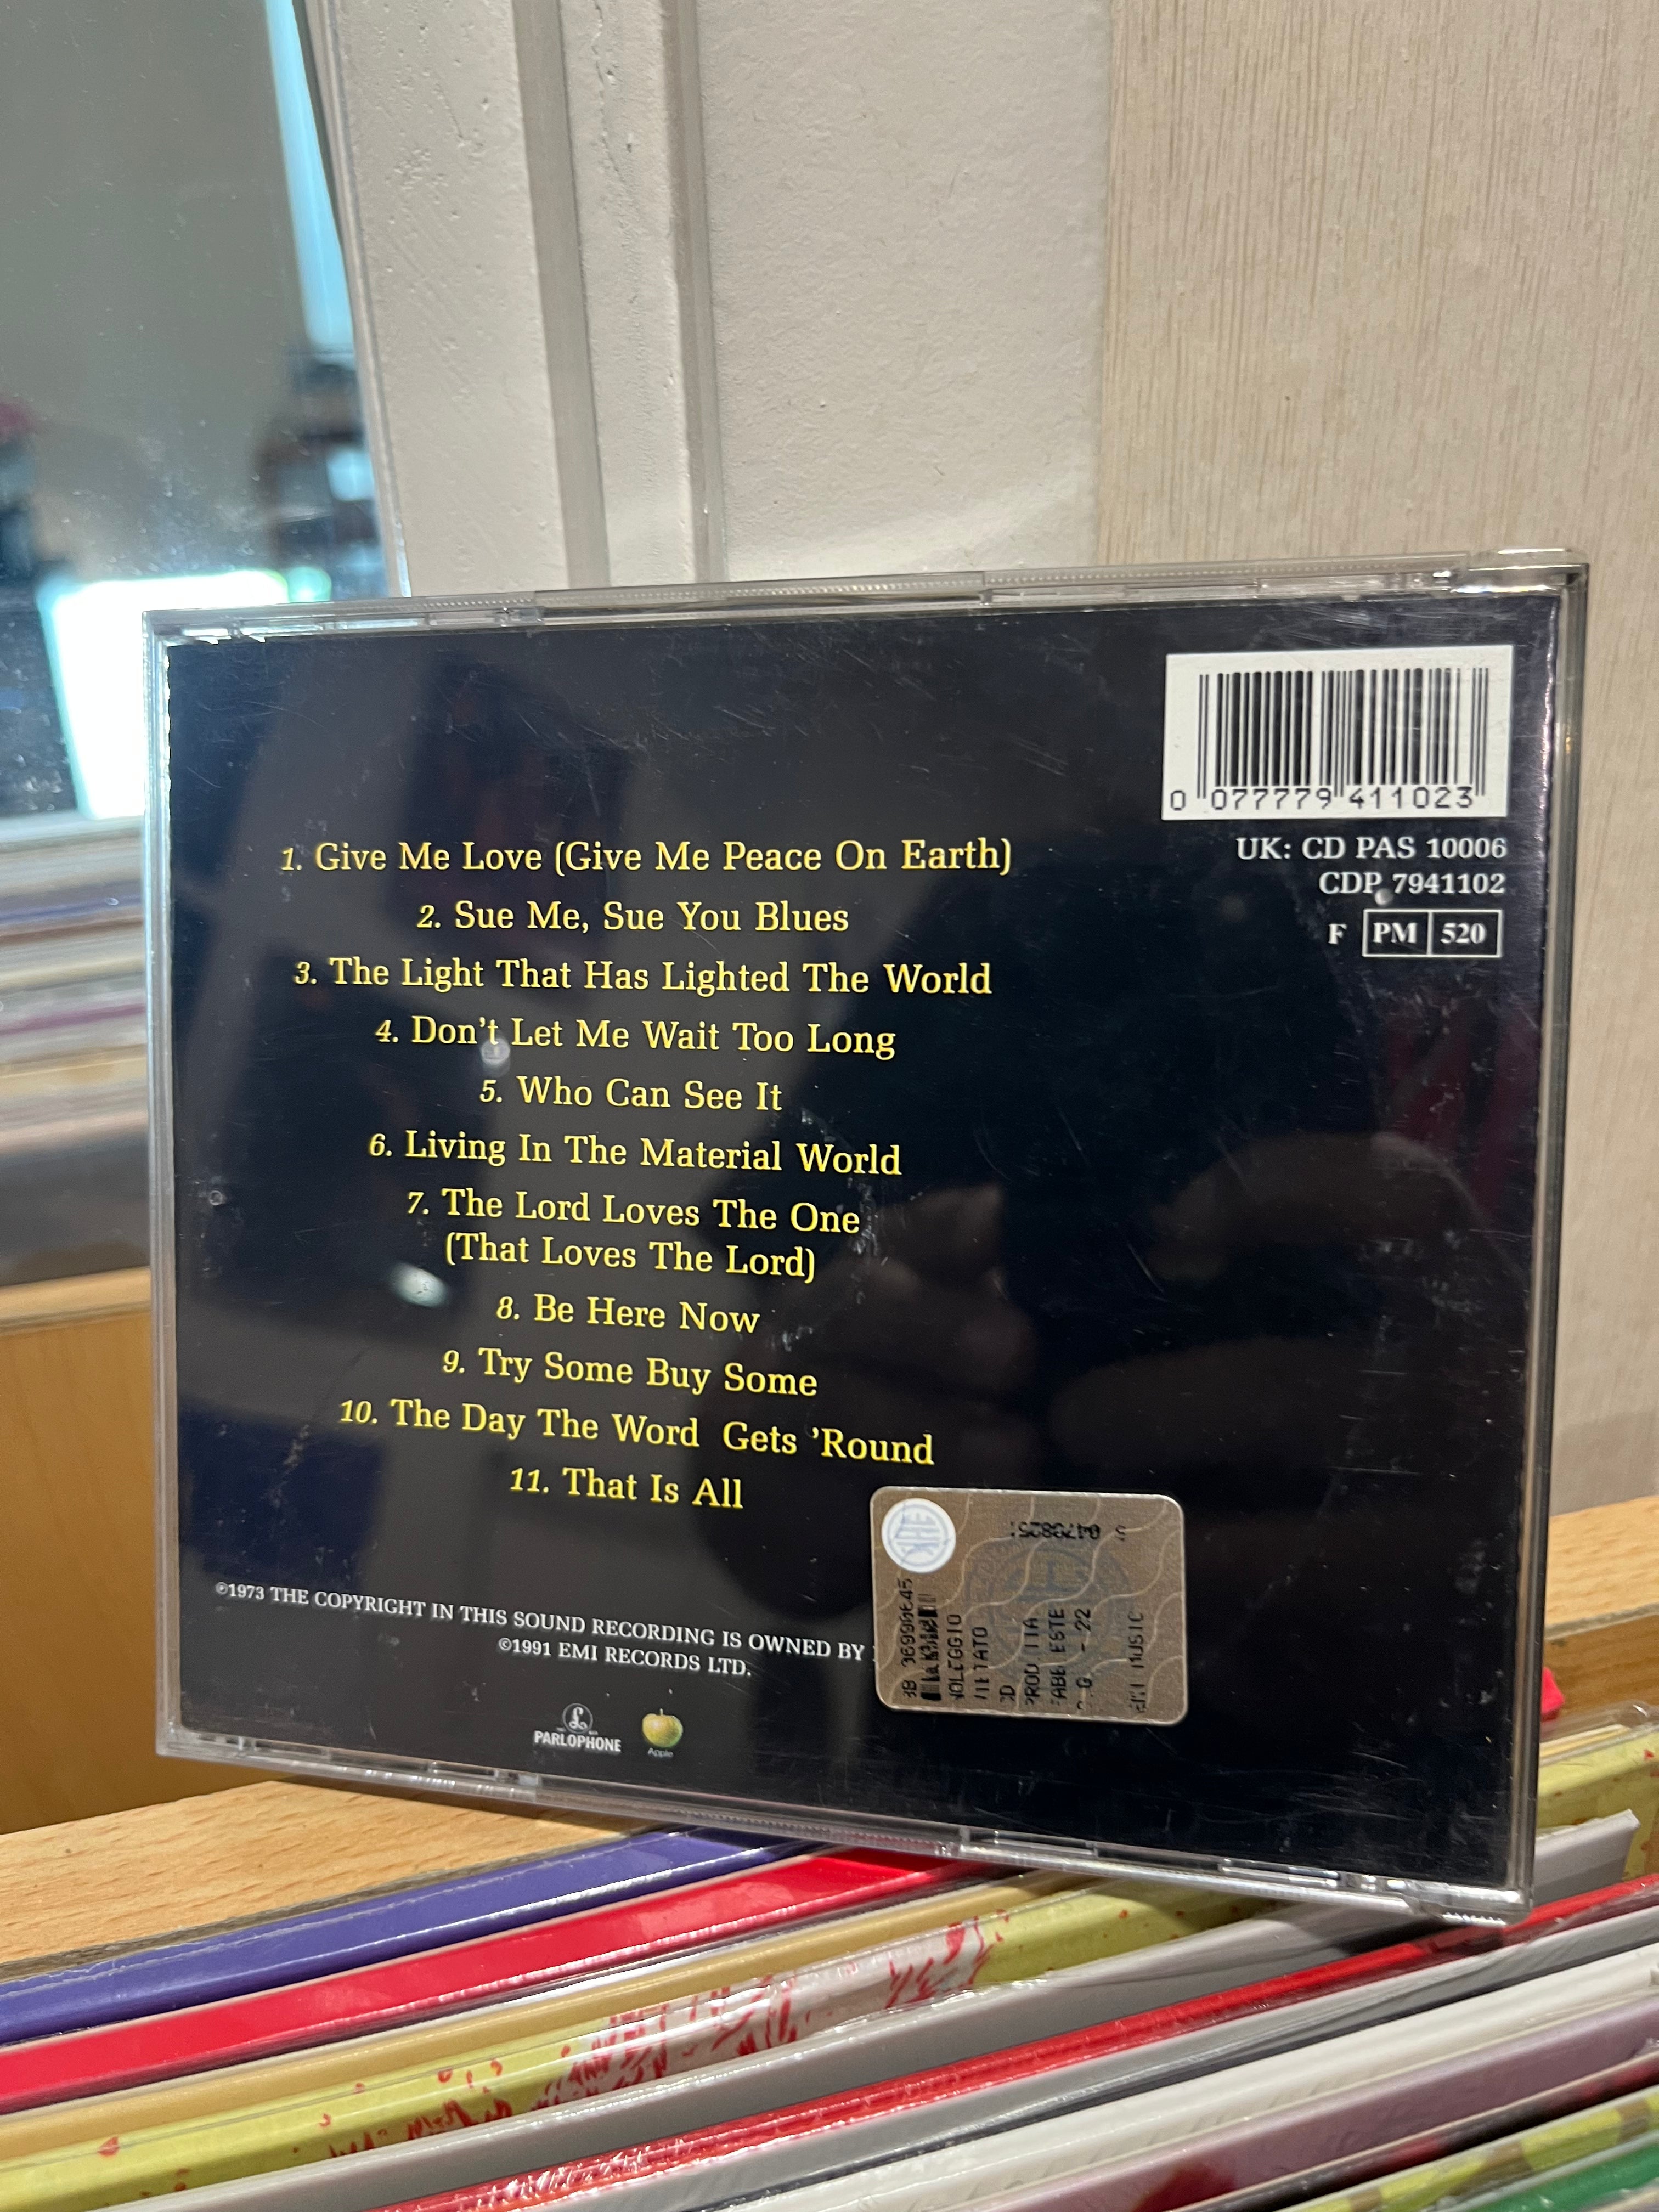 0 077779 411023
UK: CD PAS 10006
CDP 7941102
F PM 520
1. Give Me Love (Give Me Peace On Earth)
2. Sue Me, Sue You Blues
3. The Light That Has Lighted The World
4. Don't Let Me Wait Too Long
5. Who Can See It
6. Living In The Material World
7. The Lord Loves The One
(That Loves The Lord)
8. Be Here Now
9. Try Some Buy Some
10. The Day The Word Gets 'Round
11. That Is All
℗1973 THE COPYRIGHT IN THIS SOUND RECORDING IS OWNED BY
©1991 EMI RECORDS LTD.
PARLOPHONE
Apple
NOLEGGIO
VIETATO
MUSIC